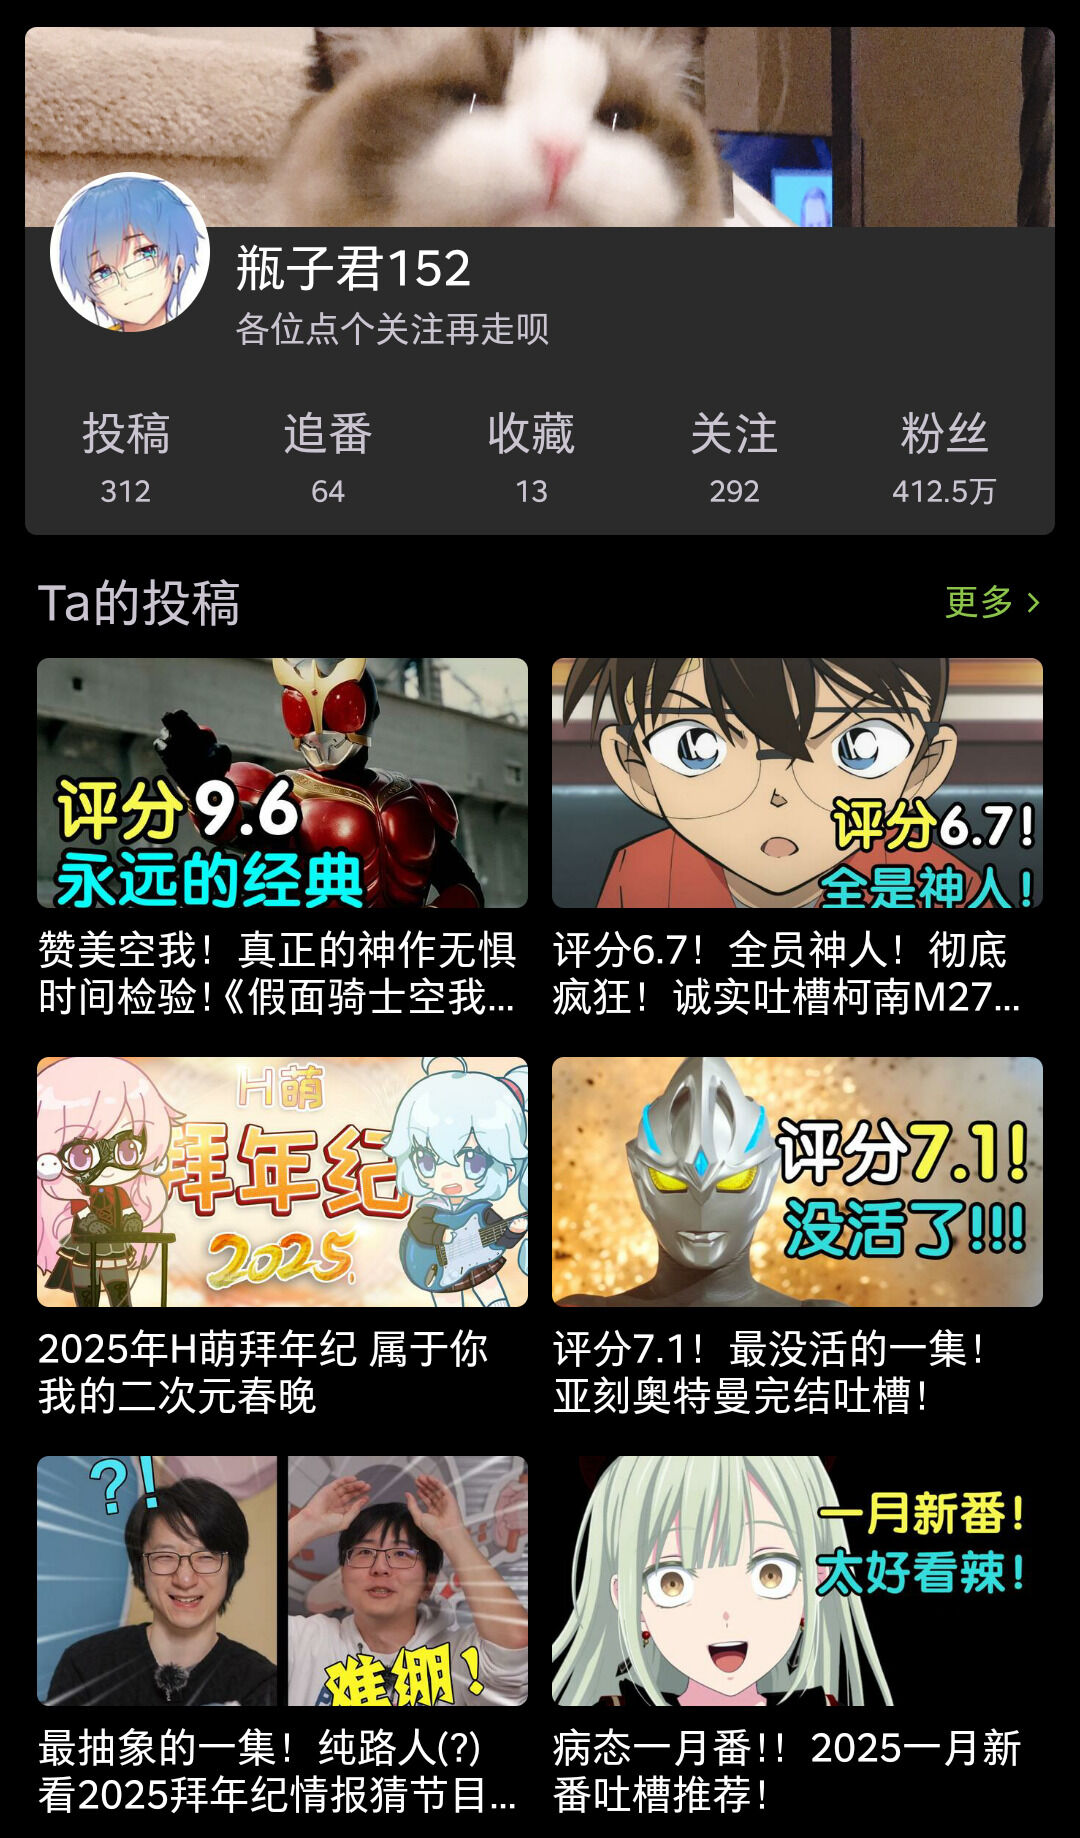 瓶子君152
各位点个关注再走呗
投稿 追番 收藏 关注 粉丝
312 64 13 292 412.5万
Ta的投稿
更多
评分9.6
永远的经典
赞美空我！真正的神作无惧
时间检验！《假面骑士空我...
评分6.7！
全是神人！
评分6.7！全员神人！彻底
疯狂！诚实吐槽柯南M27...
H萌
拜年纪
2025
2025年H萌拜年纪 属于你
我的二次元春晚
评分7.1！
没活了!!!
评分7.1！最没活的一集！
亚刻奥特曼完结吐槽！
?!
难绷！
最抽象的一集！纯路人(?)
看2025拜年纪情报猜节目...
一月新番！
太好看辣！
病态一月番！！2025一月新
番吐槽推荐！